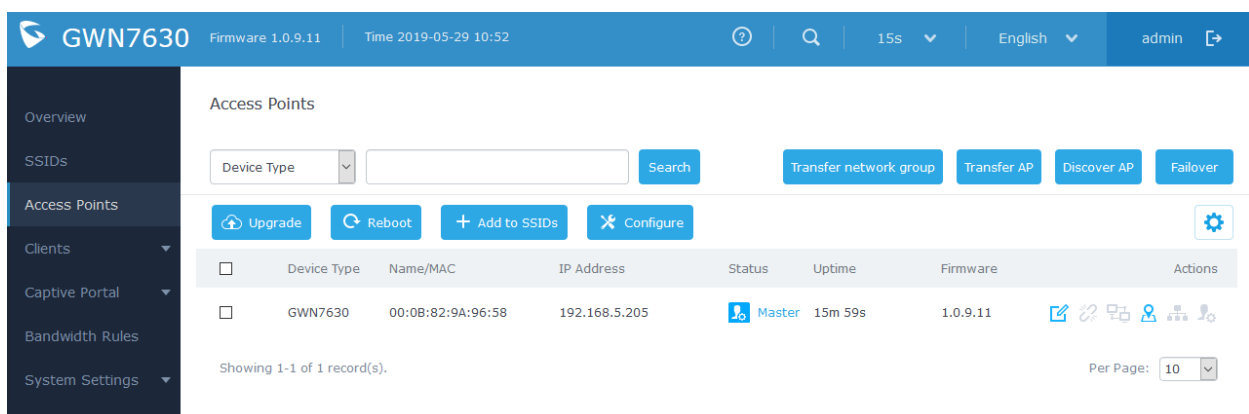 GWN7630 Firmware 1.0.9.11 Time 2019-05-29 10:52 15s English admin
Overview
SSIDs
Access Points
Clients
Captive Portal
Bandwidth Rules
System Settings
Access Points
Device Type Search Transfer network group Transfer AP Discover AP Failover
Upgrade Reboot Add to SSIDs Configure
Device Type Name/MAC IP Address Status Uptime Firmware Actions
GWN7630 00:0B:82:9A:96:58 192.168.5.205 Master 15m 59s 1.0.9.11
Showing 1-1 of 1 record(s). Per Page: 10